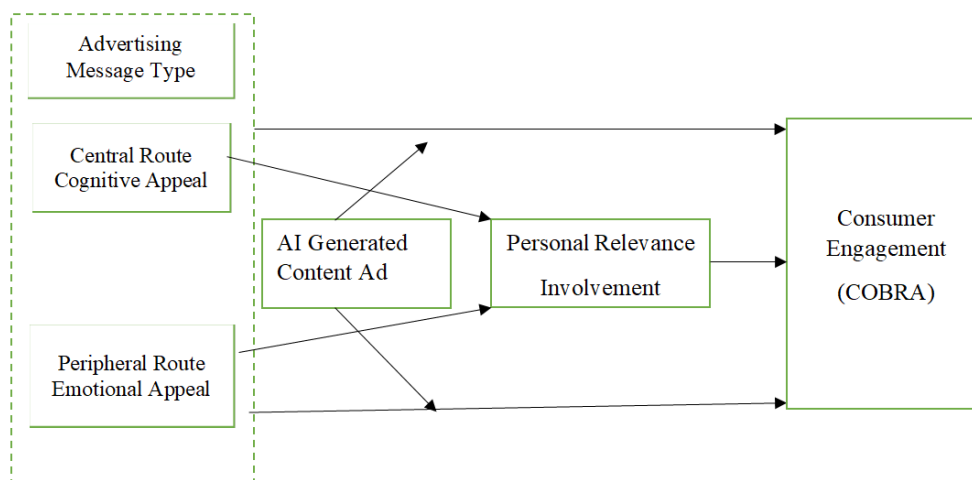 Advertising
Message Type
Central Route
Cognitive Appeal
AI Generated
Content Ad
Personal Relevance
Involvement
Consumer
Engagement
(COBRA)
Peripheral Route
Emotional Appeal